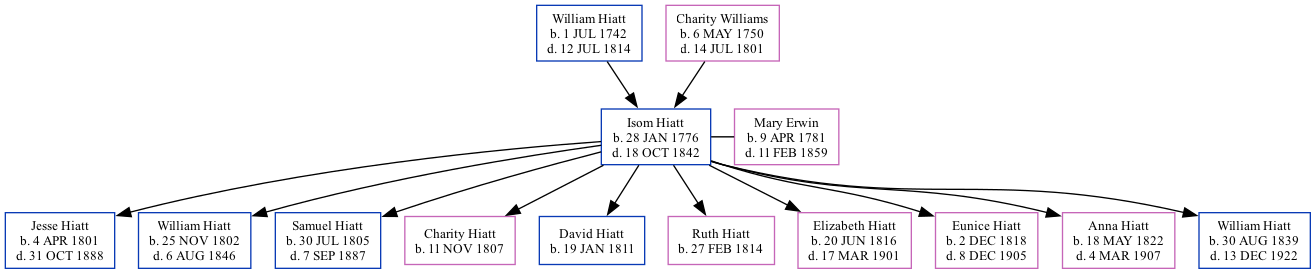 William Hiatt
b. 1 JUL 1742
d. 12 JUL 1814
Charity Williams
b. 6 MAY 1750
d. 14 JUL 1801
Isom Hiatt
b. 28 JAN 1776
d. 18 OCT 1842
Mary Erwin
b. 9 APR 1781
d. 11 FEB 1859
Jesse Hiatt
b. 4 APR 1801
d. 31 OCT 1888
William Hiatt
b. 25 NOV 1802
d. 6 AUG 1846
Samuel Hiatt
b. 30 JUL 1805
d. 7 SEP 1887
Charity Hiatt
b. 11 NOV 1807
David Hiatt
b. 19 JAN 1811
Ruth Hiatt
b. 27 FEB 1814
Elizabeth Hiatt
b. 20 JUN 1816
d. 17 MAR 1901
Eunice Hiatt
b. 2 DEC 1818
d. 8 DEC 1905
Anna Hiatt
b. 18 MAY 1822
d. 4 MAR 1907
William Hiatt
b. 30 AUG 1839
d. 13 DEC 1922